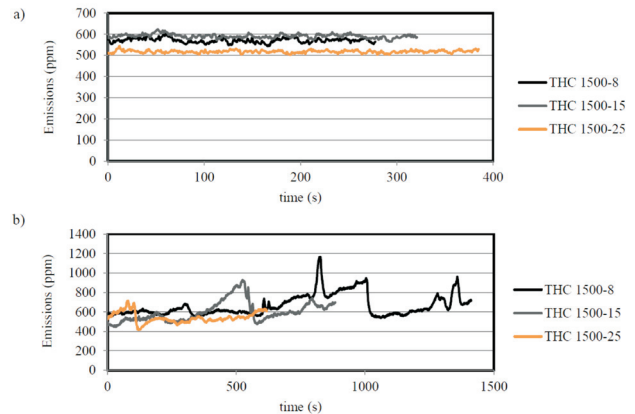 a)
700
600
500
400
300
200
100
0
Emissions (ppm)
0 100 200 300 400
time (s)
THC 1500-8
THC 1500-15
THC 1500-25
b)
1400
1200
1000
800
600
400
200
0
Emissions (ppm)
0 500 1000 1500
time (s)
THC 1500-8
THC 1500-15
THC 1500-25